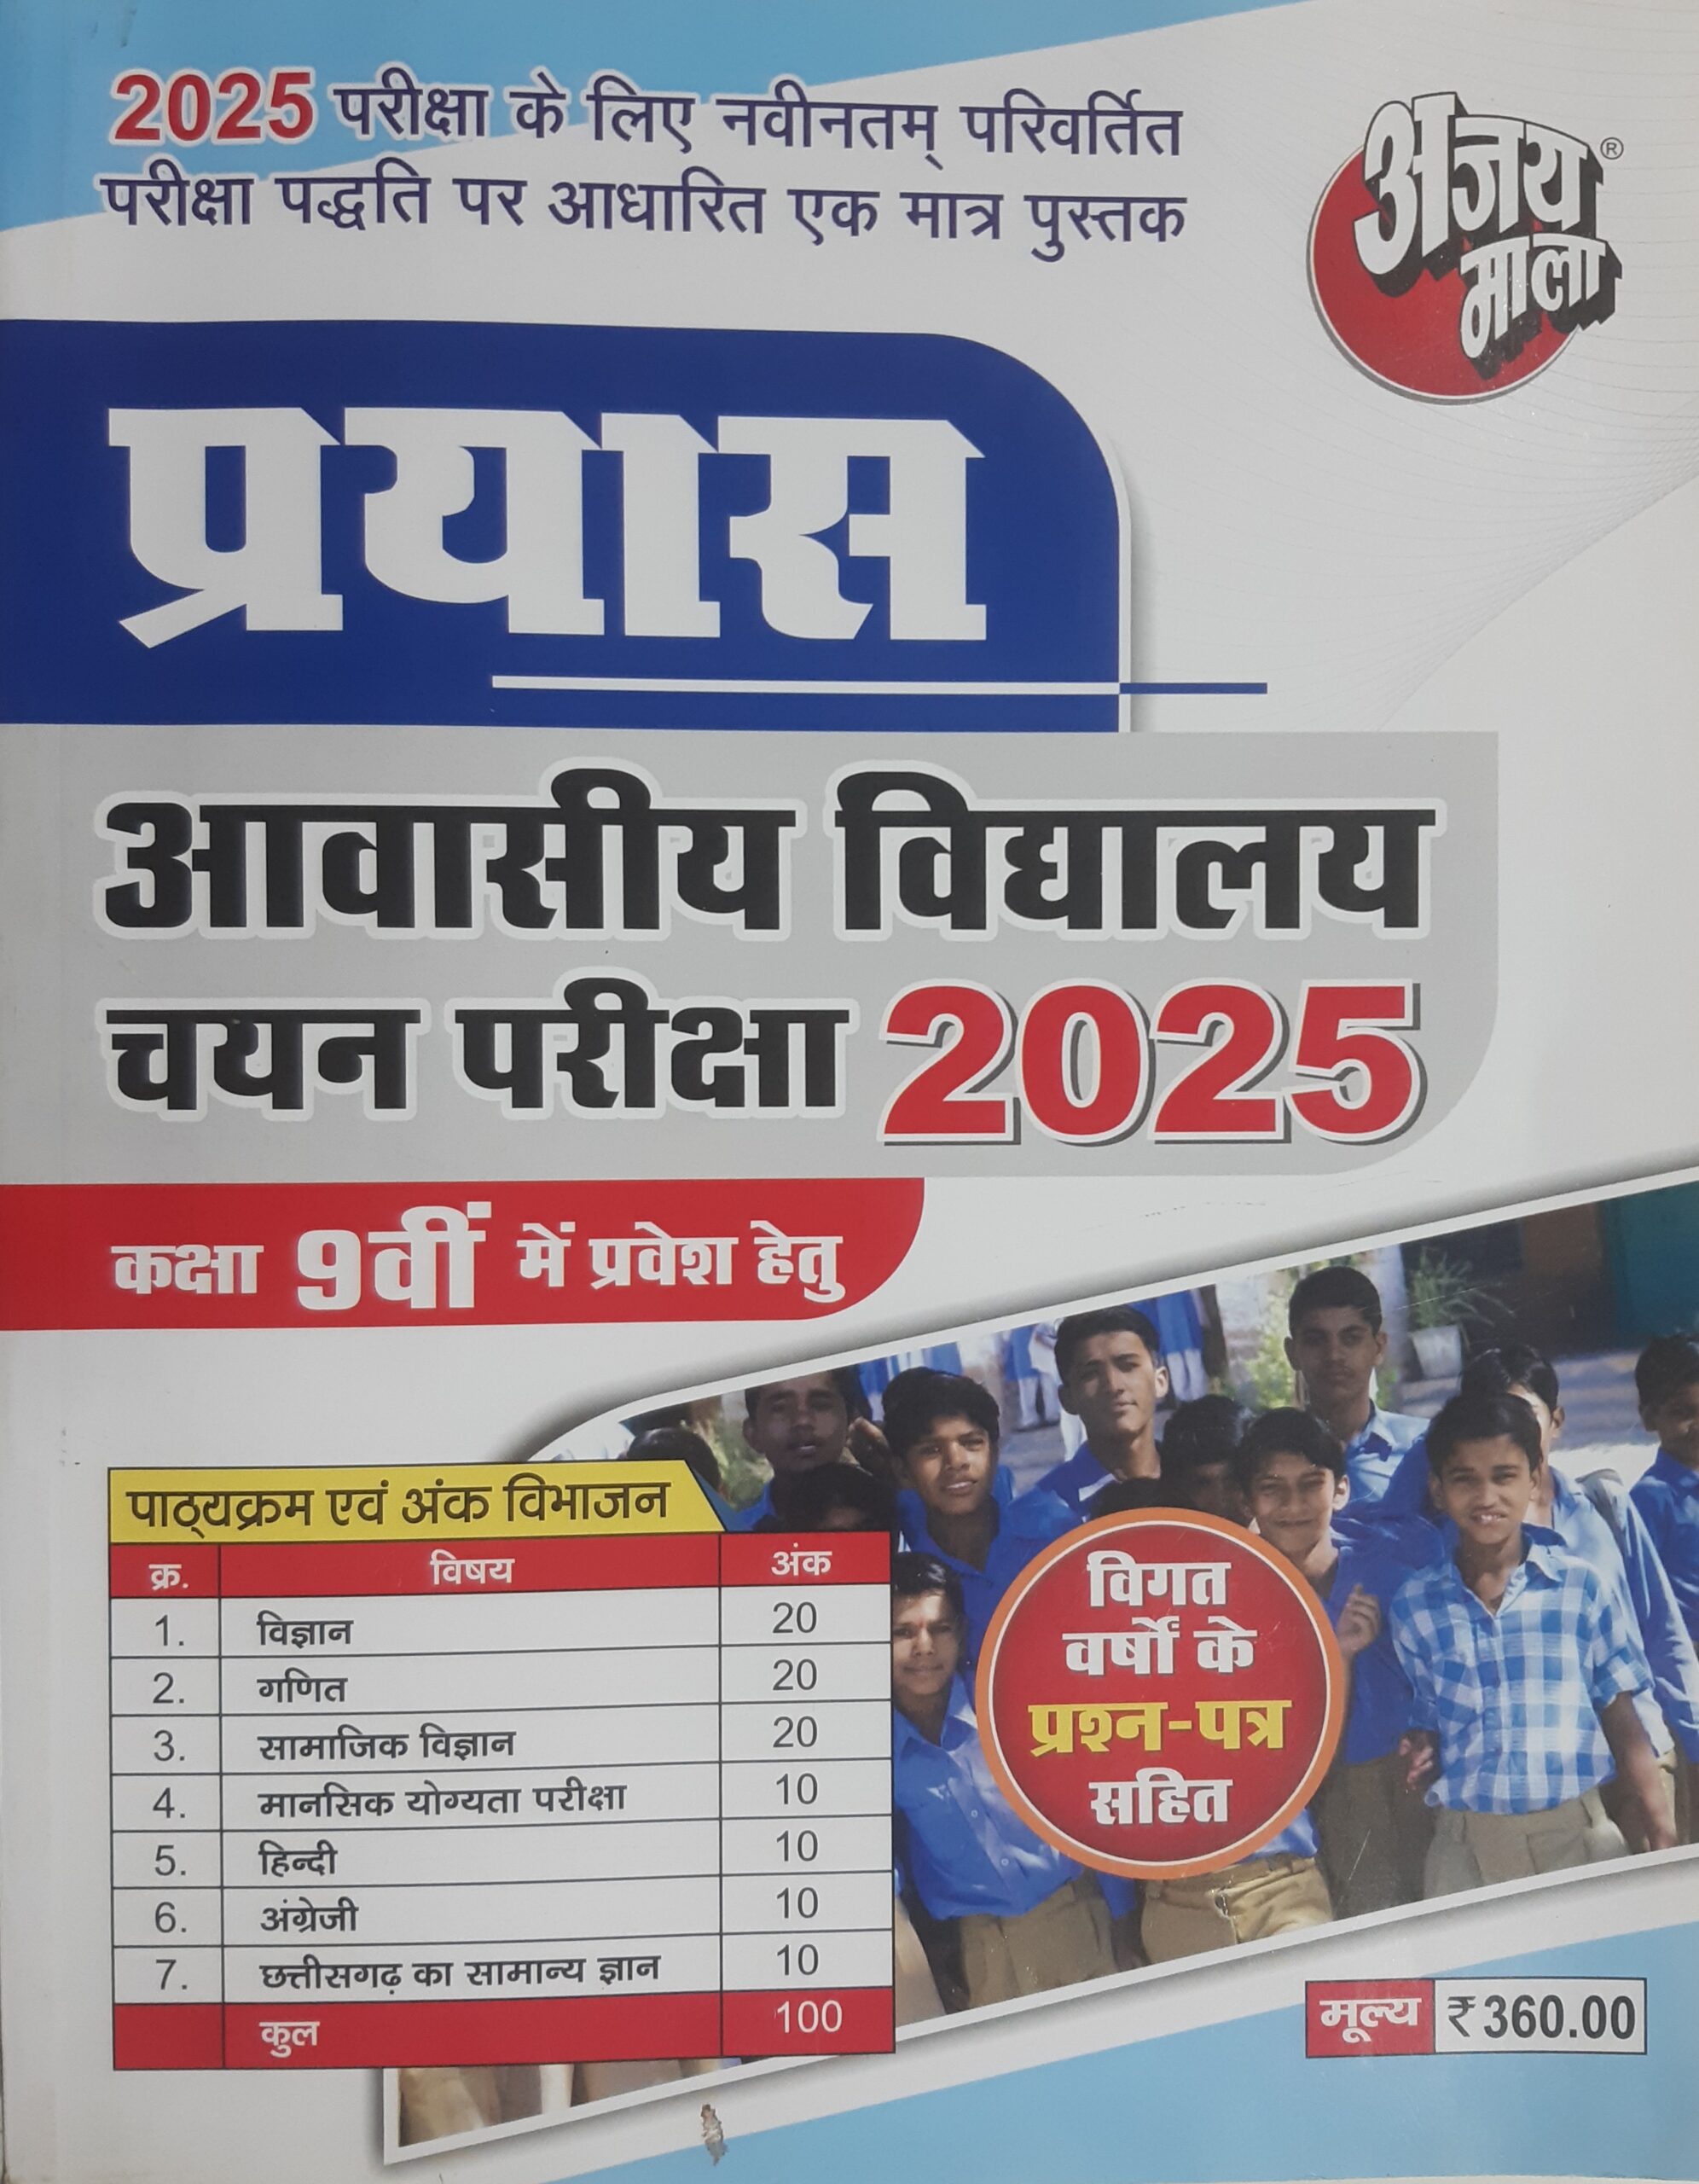 2025 परीक्षा के लिए नवीनतम् परिवर्तित
परीक्षा पद्धति पर आधारित एक मात्र पुस्तक
अजय
माला
®
प्रयास
आवासीय विद्यालय
चयन परीक्षा 2025
कक्षा 9वीं में प्रवेश हेतु
पाठ्यक्रम एवं अंक विभाजन
क्र. विषय अंक
1. विज्ञान 20
2. गणित 20
3. सामाजिक विज्ञान 20
4. मानसिक योग्यता परीक्षा 10
5. हिन्दी 10
6. अंग्रेजी 10
7. छत्तीसगढ़ का सामान्य ज्ञान 10
कुल 100
विगत
वर्षों के
प्रश्न-पत्र
सहित
मूल्य ₹360.00